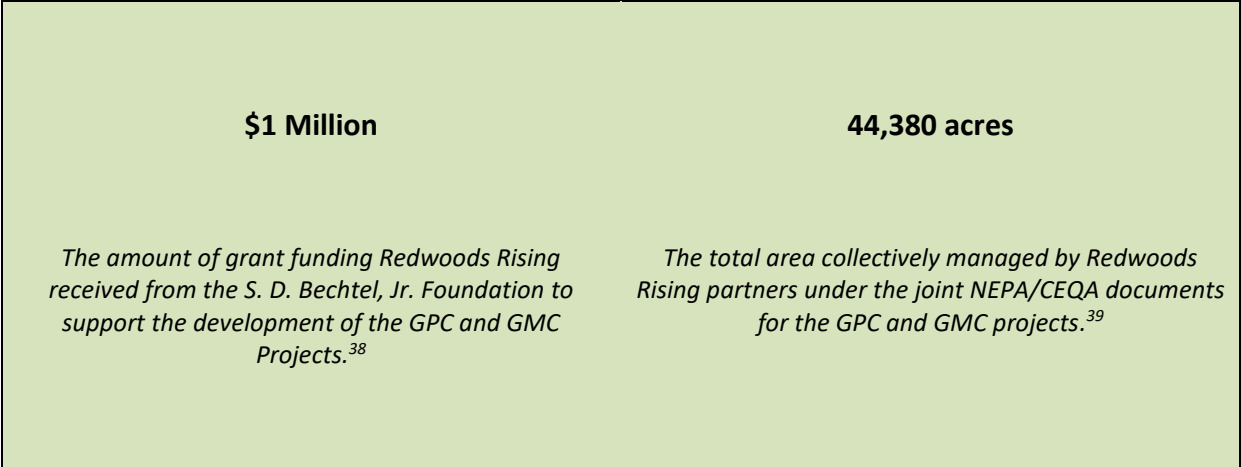 $1 Million
The amount of grant funding Redwoods Rising
received from the S. D. Bechtel, Jr. Foundation to
support the development of the GPC and GMC
Projects.38
44,380 acres
The total area collectively managed by Redwoods
Rising partners under the joint NEPA/CEQA documents
for the GPC and GMC projects.39